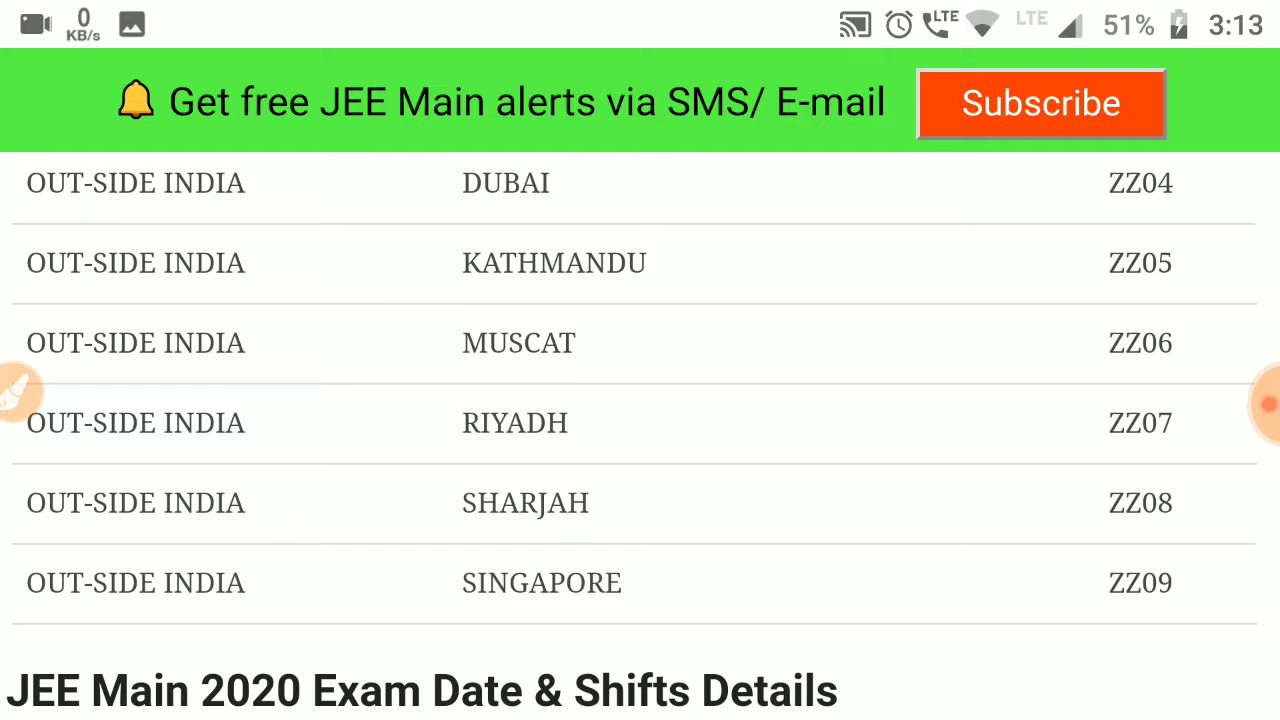 0 KB/s LTE LTE 51% 3:13
Get free JEE Main alerts via SMS/ E-mail Subscribe
OUT-SIDE INDIA DUBAI ZZ04
OUT-SIDE INDIA KATHMANDU ZZ05
OUT-SIDE INDIA MUSCAT ZZ06
OUT-SIDE INDIA RIYADH ZZ07
OUT-SIDE INDIA SHARJAH ZZ08
OUT-SIDE INDIA SINGAPORE ZZ09
JEE Main 2020 Exam Date & Shifts Details